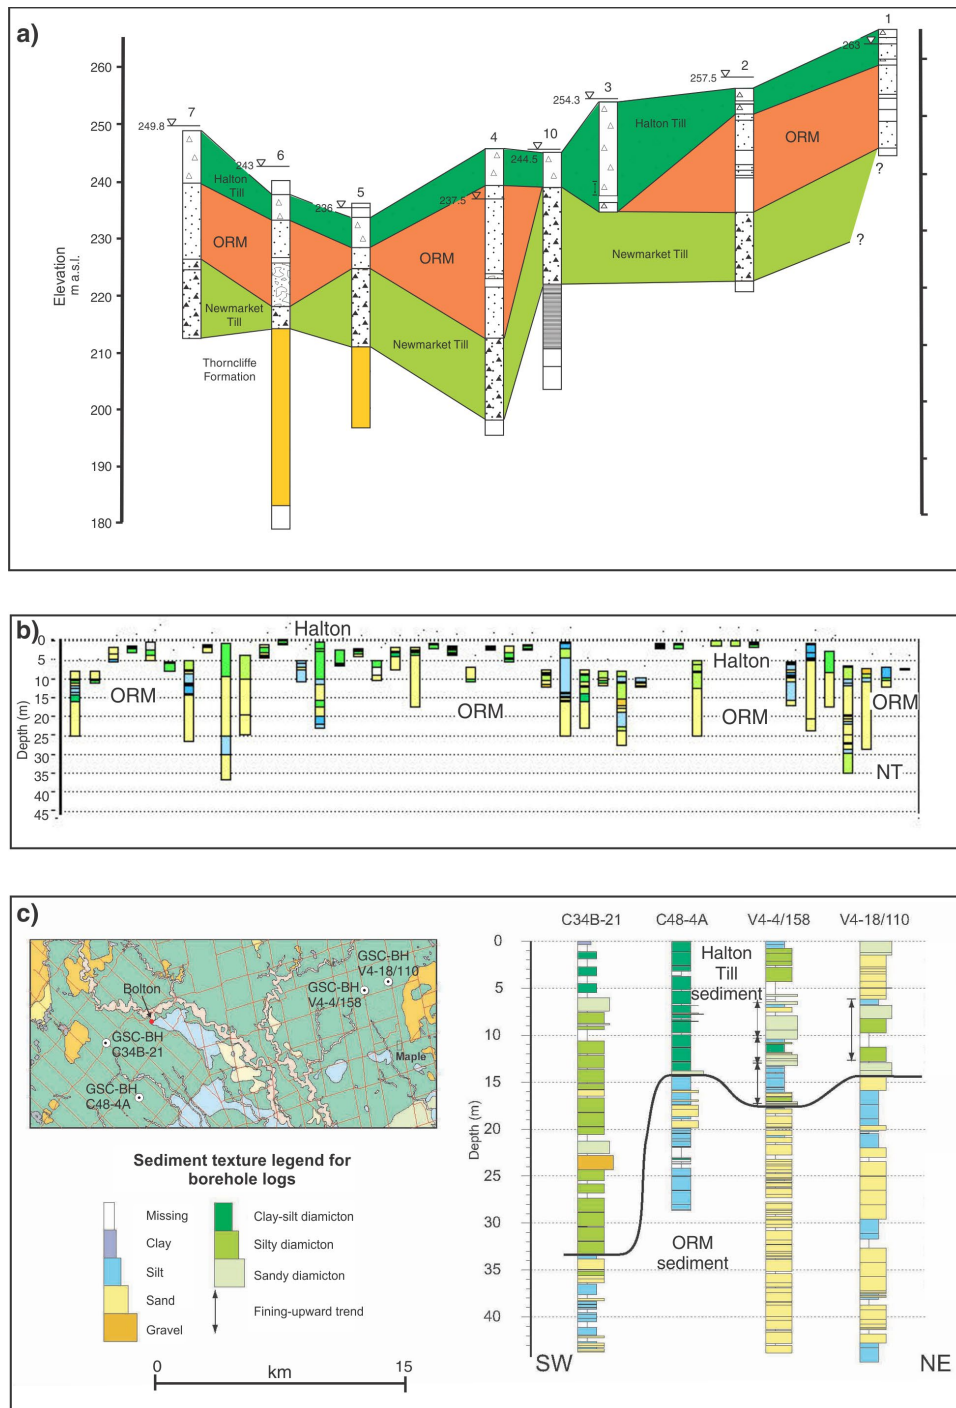 a)
1
263
2
257.5
3
254.3
10
244.5
4
237.5
5
236
6
243
7
249.8
260
250
240
230
220
210
200
190
180
Elevation
m a.s.l.
Halton Till
Halton
Till
ORM
ORM
ORM
Newmarket
Till
Newmarket Till
Newmarket Till
Thorncliffe
Formation
?
?
b)
Halton
Halton
ORM
ORM
ORM
ORM
NT
Depth (m)
0
5
10
15
20
25
30
35
40
45
c)
C34B-21
C48-4A
V4-4/158
V4-18/110
GSC-BH
V4-18/110
GSC-BH
V4-4/158
Bolton
GSC-BH
C34B-21
Maple
GSC-BH
C48-4A
Halton
Till
sediment
ORM
sediment
Depth (m)
0
5
10
15
20
25
30
35
40
SW
NE
Sediment texture legend for
borehole logs
Missing
Clay
Silt
Sand
Gravel
Clay-silt diamicton
Silty diamicton
Sandy diamicton
Fining-upward trend
0
15
km